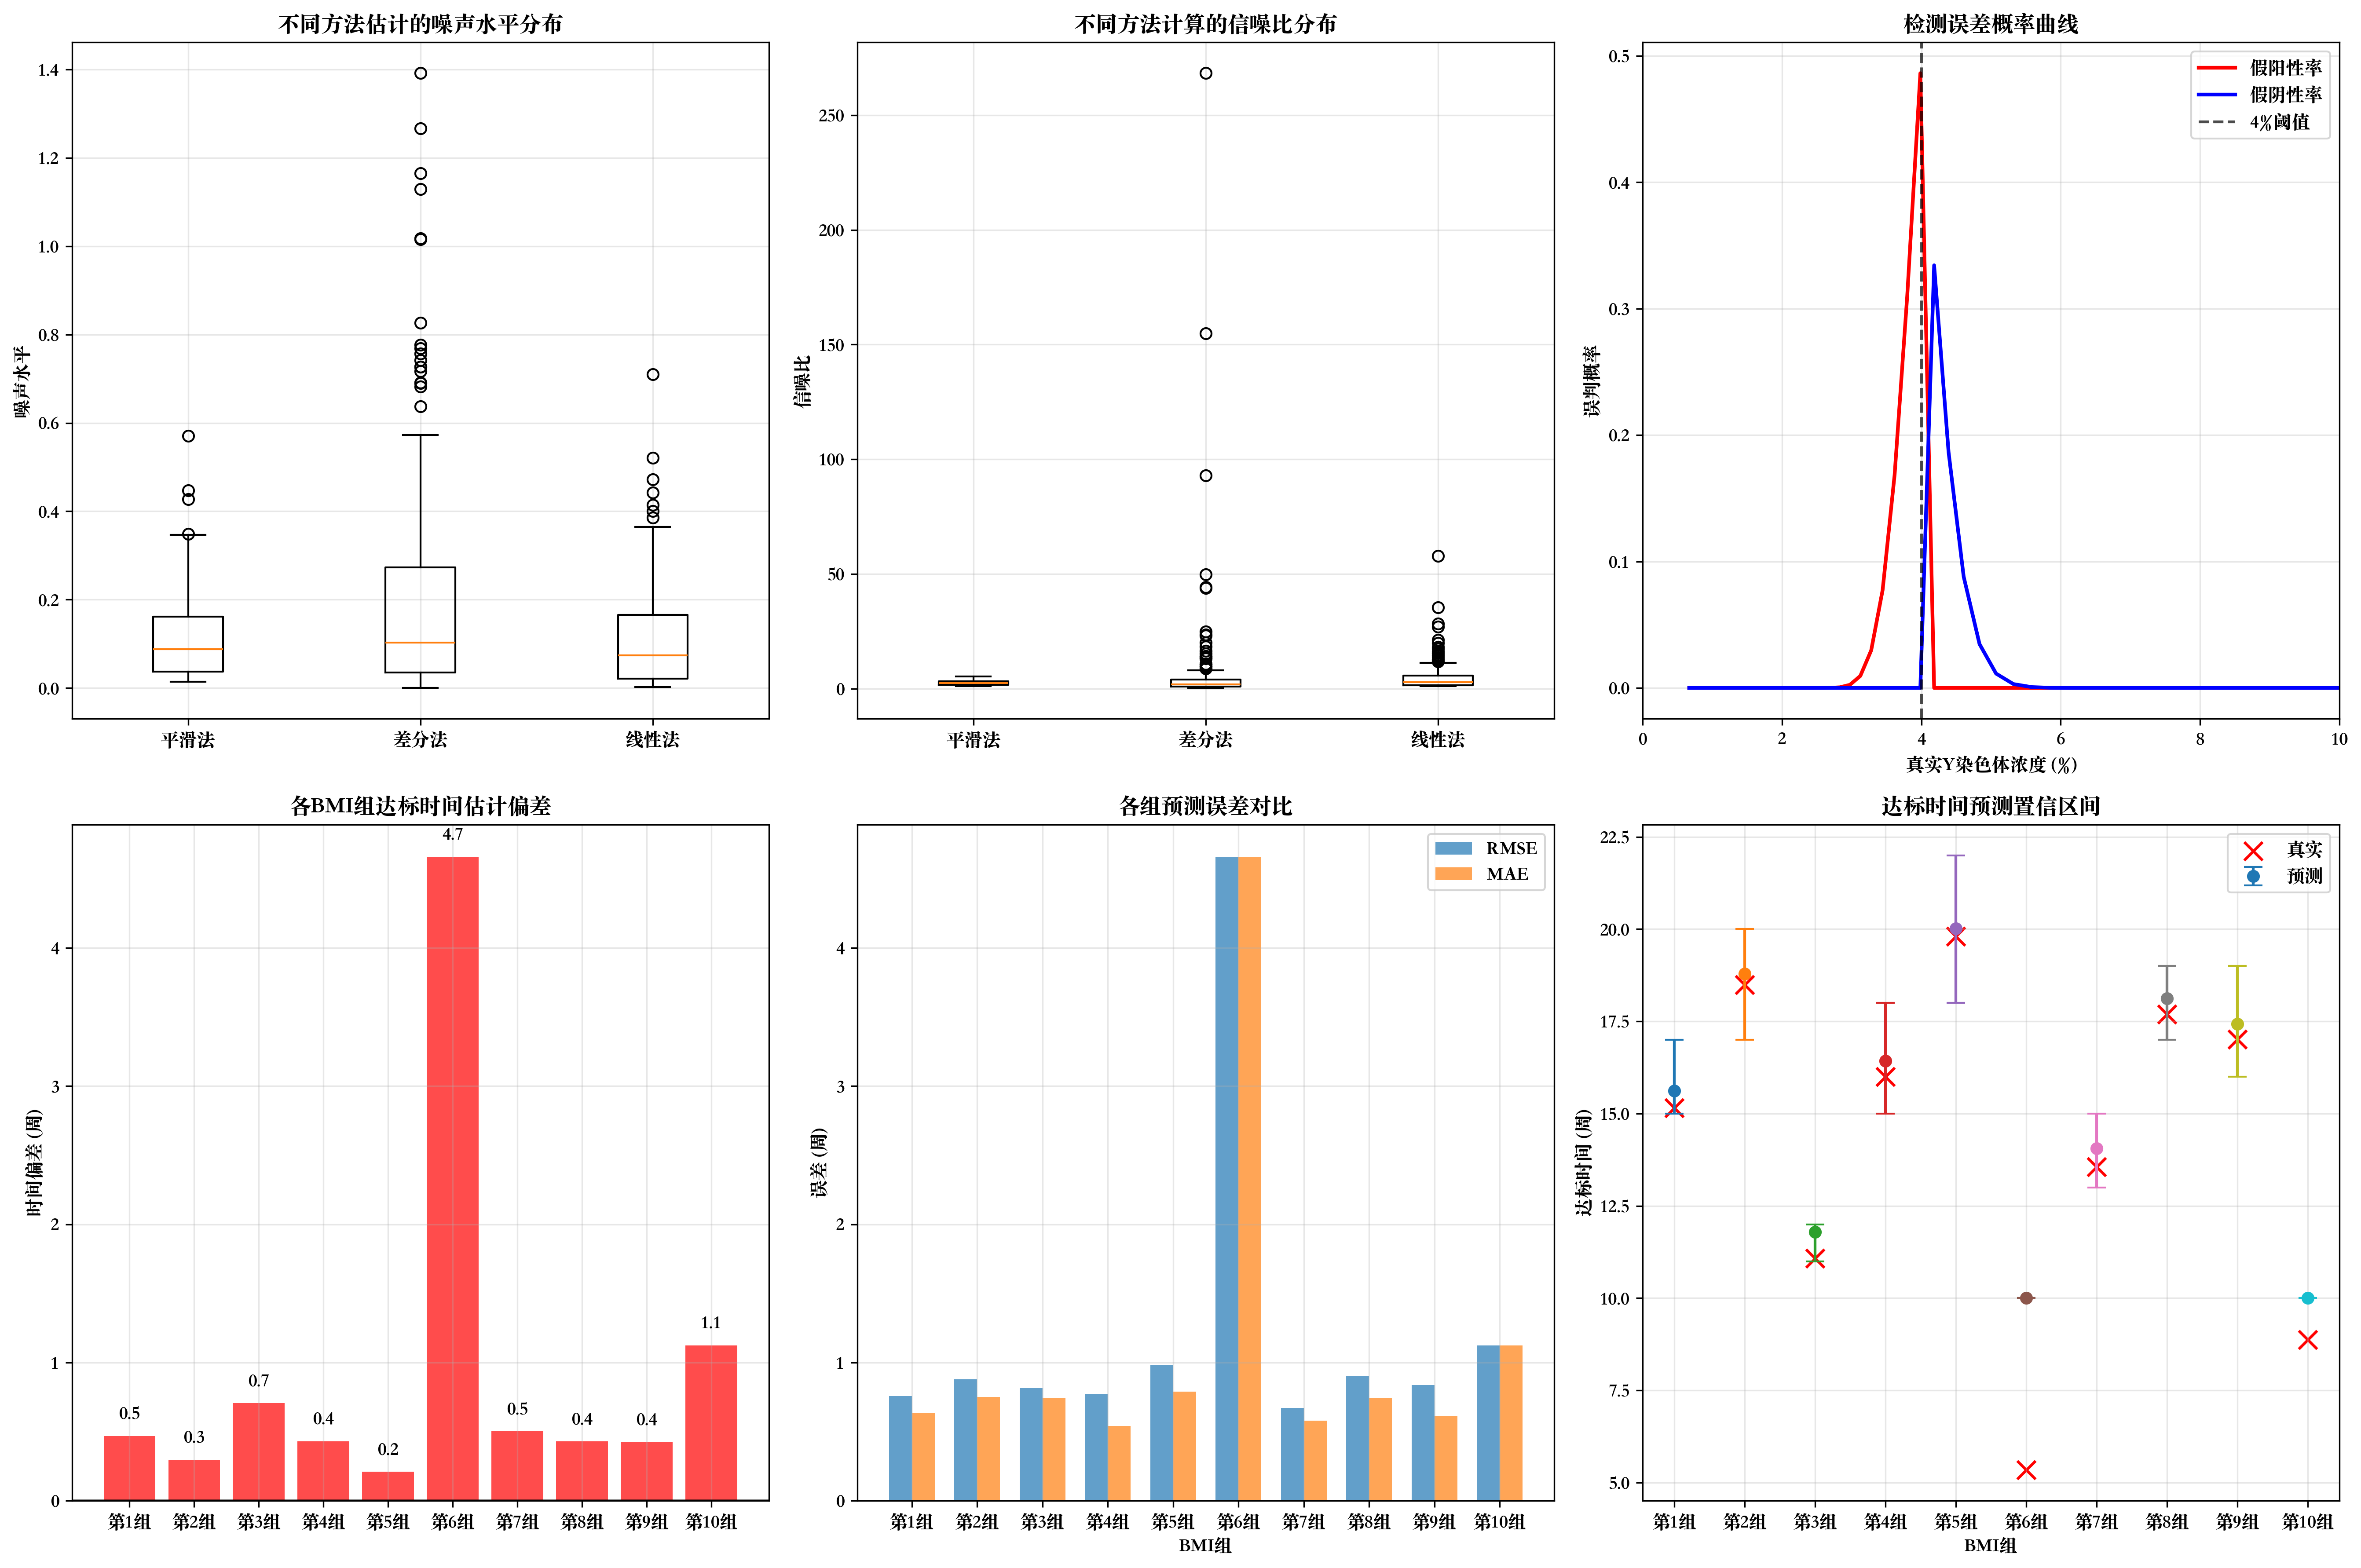 不同方法估计的噪声水平分布
噪声水平
1.4
1.2
1.0
0.8
0.6
0.4
0.2
0.0
平滑法 差分法 线性法
不同方法计算的信噪比分布
信噪比
250
200
150
100
50
0
平滑法 差分法 线性法
检测误差概率曲线
误判概率
0.5
0.4
0.3
0.2
0.1
0.0
假阳性率
假阴性率
4%阈值
0 2 4 6 8 10
真实Y染色体浓度 (%)
各BMI组达标时间估计偏差
时间偏差 (周)
4
3
2
1
0
0.5 0.3 0.7 0.4 0.2 4.7 0.5 0.4 0.4 1.1
第1组 第2组 第3组 第4组 第5组 第6组 第7组 第8组 第9组 第10组
各组预测误差对比
误差 (周)
4
3
2
1
0
RMSE
MAE
第1组 第2组 第3组 第4组 第5组 第6组 第7组 第8组 第9组 第10组
BMI组
达标时间预测置信区间
达标时间 (周)
22.5
20.0
17.5
15.0
12.5
10.0
7.5
5.0
真实
预测
第1组 第2组 第3组 第4组 第5组 第6组 第7组 第8组 第9组 第10组
BMI组